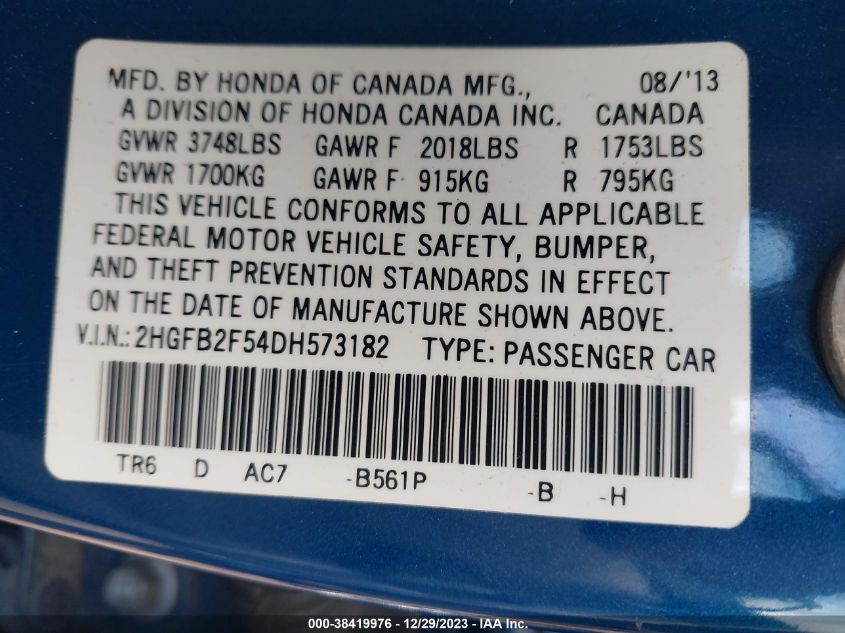 MFD. BY HONDA OF CANADA MFG., 08/'13
A DIVISION OF HONDA CANADA INC. CANADA
GVWR 3748LBS GAWR F 2018LBS R 1753LBS
GVWR 1700KG GAWR F 915KG R 795KG
THIS VEHICLE CONFORMS TO ALL APPLICABLE
FEDERAL MOTOR VEHICLE SAFETY, BUMPER,
AND THEFT PREVENTION STANDARDS IN EFFECT
ON THE DATE OF MANUFACTURE SHOWN ABOVE.
V.I.N.: 2HGFB2F54DH573182 TYPE: PASSENGER CAR
TR6 D AC7 -B561P -B -H
000-38419976 - 12/29/2023 - IAA Inc.